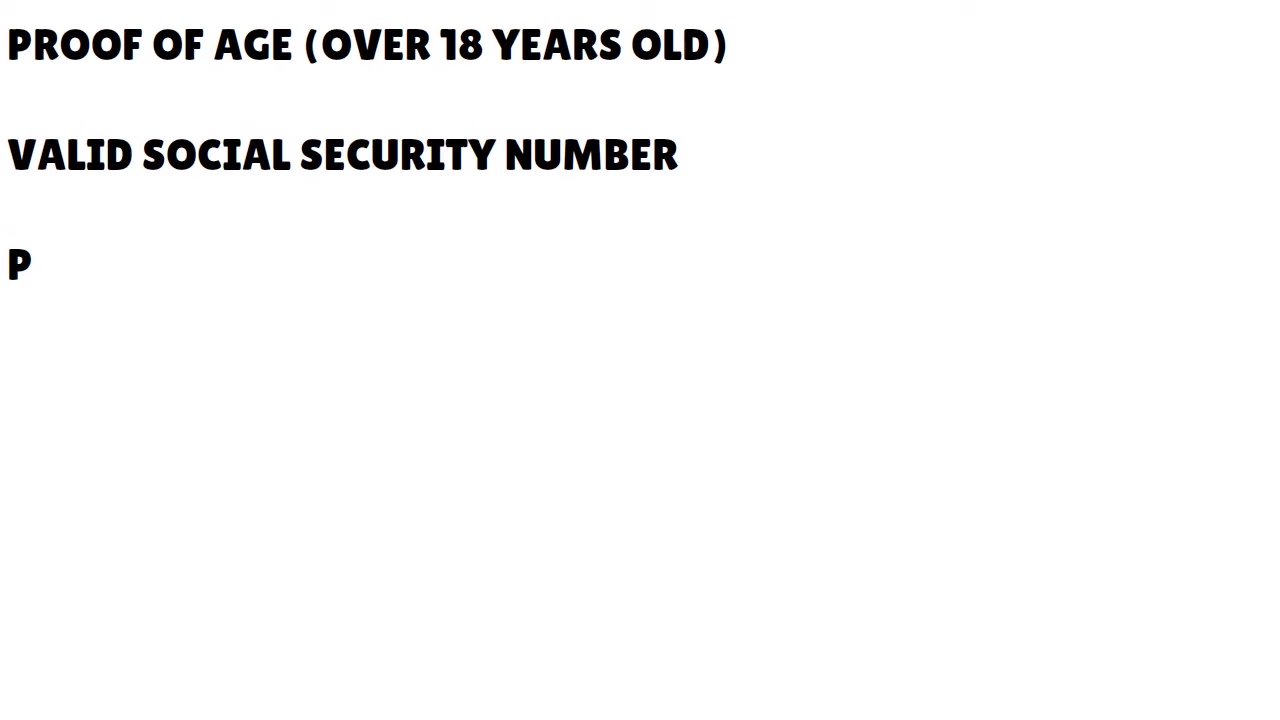 PROOF OF AGE (OVER 18 YEARS OLD)
VALID SOCIAL SECURITY NUMBER
P